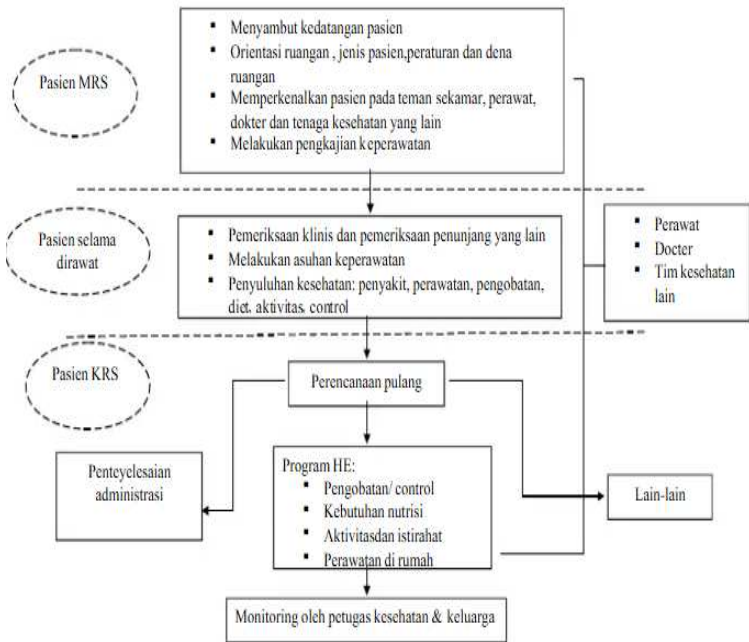 Pasien MRS
▪ Menyambut kedatangan pasien
▪ Orientasi ruangan , jenis pasien,peraturan dan dena
ruangan
▪ Memperkenalkan pasien pada teman sekamar, perawat,
dokter dan tenaga kesehatan yang lain
▪ Melakukan pengkajian keperawatan
Pasien selama
dirawat
▪ Pemeriksaan klinis dan pemeriksaan penunjang yang lain
▪ Melakukan asuhan keperawatan
▪ Penyuluhan kesehatan: penyakit, perawatan, pengobatan,
diet, aktivitas, control
▪ Perawat
▪ Docter
▪ Tim kesehatan
lain
Pasien KRS
Perencanaan pulang
Penteyelesaian
administrasi
Program HE:
▪ Pengobatan/ control
▪ Kebutuhan nutrisi
▪ Aktivitasdan istirahat
▪ Perawatan di rumah
Lain-lain
Monitoring oleh petugas kesehatan & keluarga